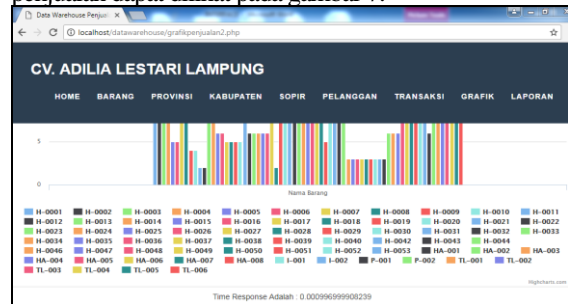 penjualan dapat dilihat pada gambar 7.
Data Warehouse Penjual
localhost/datawarehouse/grafikpenjualan2.php
CV. ADILIA LESTARI LAMPUNG
HOME BARANG PROVINSI KABUPATEN SOPIR PELANGGAN TRANSAKSI GRAFIK LAPORAN
5
0
Nama Barang
H-0001 H-0002 H-0003 H-0004 H-0005 H-0006 H-0007 H-0008 H-0009 H-0010 H-0011
H-0012 H-0013 H-0014 H-0015 H-0016 H-0017 H-0018 H-0019 H-0020 H-0021 H-0022
H-0023 H-0024 H-0025 H-0026 H-0027 H-0028 H-0029 H-0030 H-0031 H-0032 H-0033
H-0034 H-0035 H-0036 H-0037 H-0038 H-0039 H-0040 H-0042 H-0043 H-0044
H-0046 H-0047 H-0048 H-0049 H-0050 H-0051 H-0052 H-0053 HA-001 HA-002 HA-003
HA-004 HA-005 HA-006 HA-007 HA-008 I-001 I-002 P-001 P-002 TL-001 TL-002
TL-003 TL-004 TL-005 TL-006
Highcharts.com
Time Response Adalah : 0.000996999908239